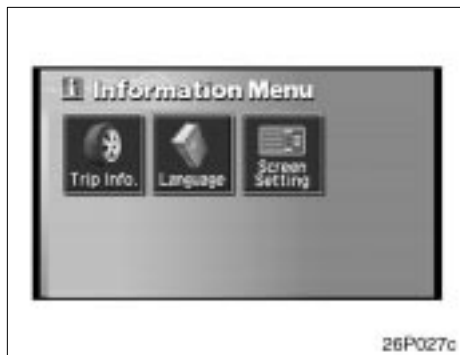 i Information Menu
Trip Info.
Language
Screen
Setting
26P027c